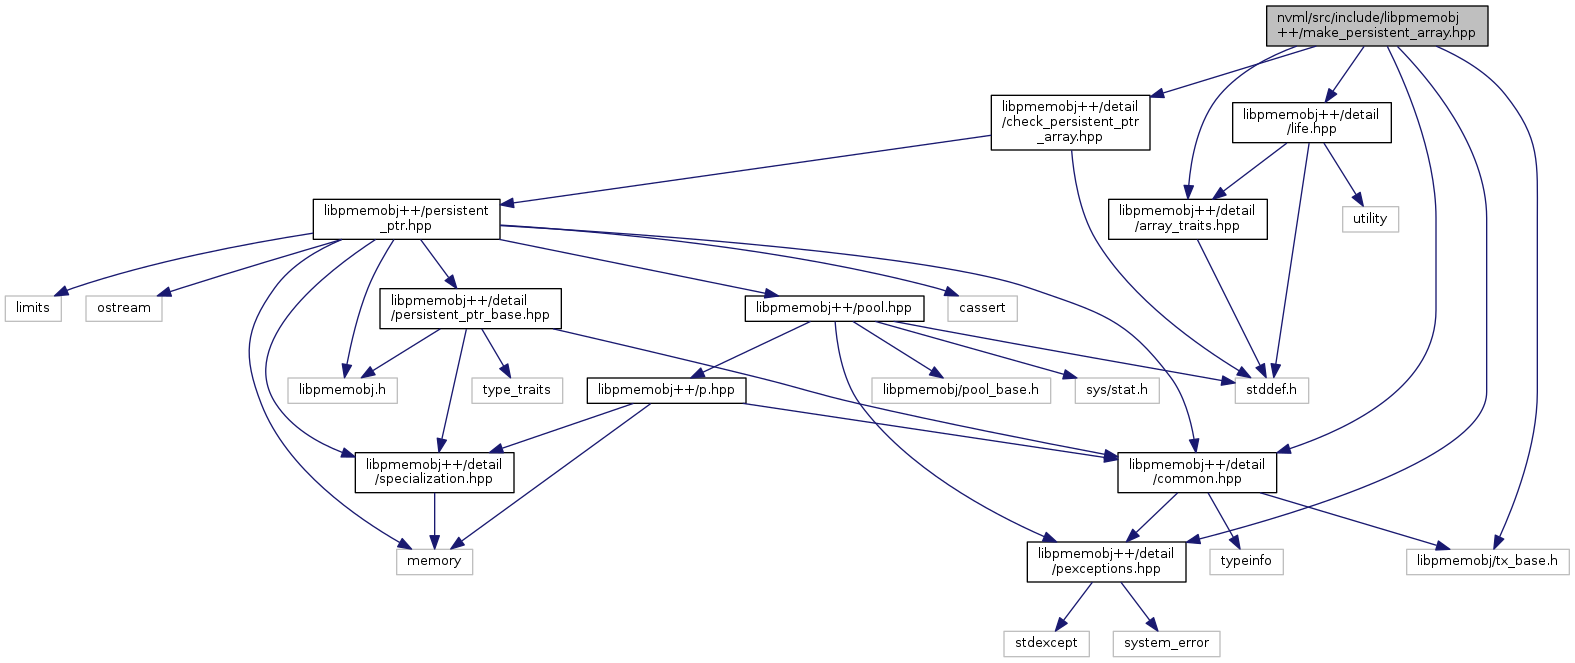 nvml/src/include/libpmemobj
++/make_persistent_array.hpp
libpmemobj++/detail
/check_persistent_ptr
_array.hpp
libpmemobj++/detail
/life.hpp
libpmemobj++/persistent
_ptr.hpp
libpmemobj++/detail
/array_traits.hpp
utility
limits
ostream
libpmemobj++/detail
/persistent_ptr_base.hpp
libpmemobj++/pool.hpp
cassert
libpmemobj.h
type_traits
libpmemobj++/p.hpp
libpmemobj/pool_base.h
sys/stat.h
stddef.h
libpmemobj++/detail
/specialization.hpp
libpmemobj++/detail
/common.hpp
memory
libpmemobj++/detail
/pexceptions.hpp
typeinfo
libpmemobj/tx_base.h
stdexcept
system_error